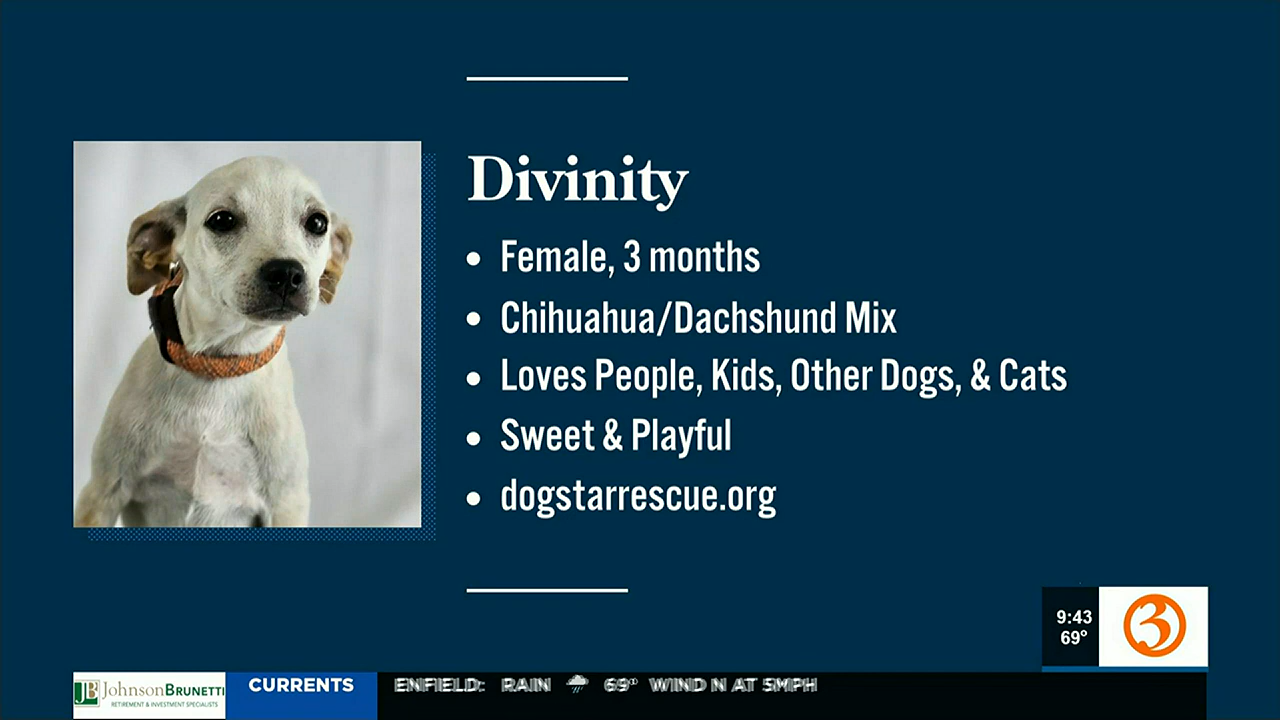 Divinity
Female, 3 months
Chihuahua/Dachshund Mix
Loves People, Kids, Other Dogs, & Cats
Sweet & Playful
dogstarrescue.org
9:43
69°
3
JB JohnsonBRUNETTI
RETIREMENT & INVESTMENT SPECIALISTS
CURRENTS
ENFIELD: RAIN 69° WIND N AT 5MPH